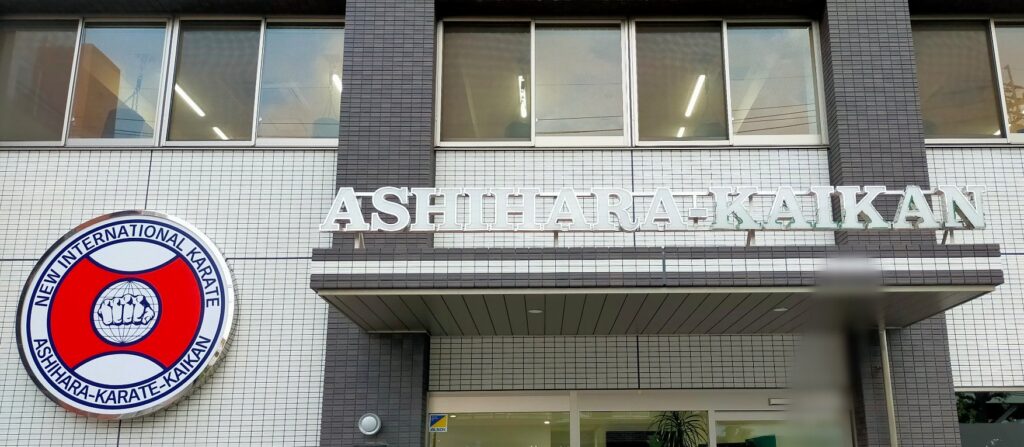 ASHIHARA-KAIKAN
NEW INTERNATIONAL KARATE
ASHIHARA-KARATE-KAIKAN